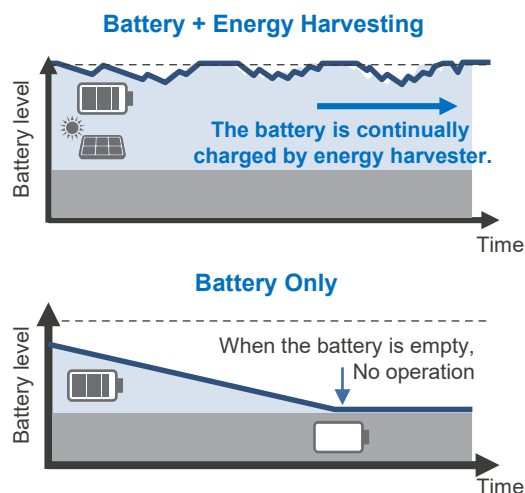 Battery + Energy Harvesting
Battery level
The battery is continually
charged by energy harvester.
Time
Battery Only
Battery level
When the battery is empty,
No operation
Time